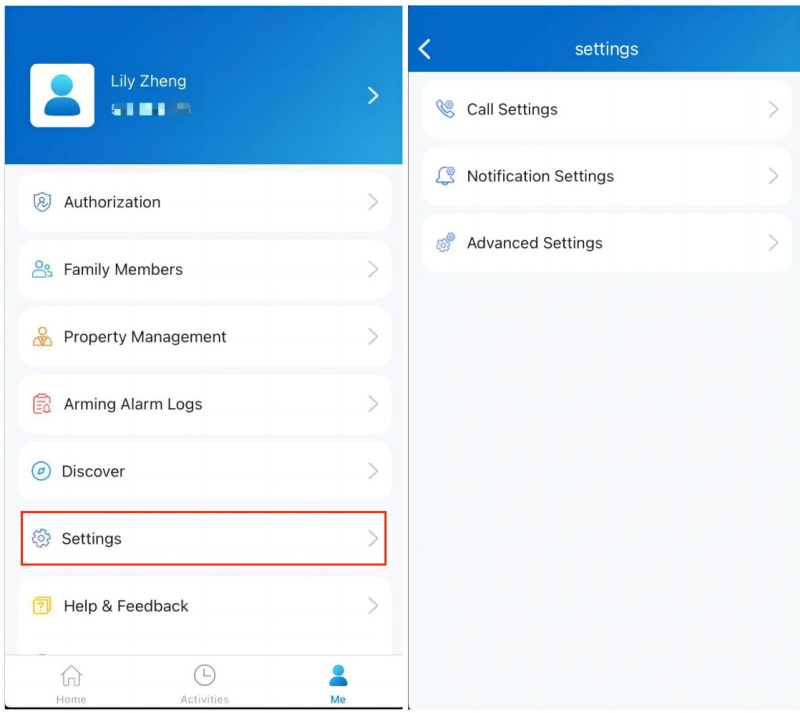 Lily Zheng
Authorization
Family Members
Property Management
Arming Alarm Logs
Discover
Settings
Help & Feedback
Home
Activities
Me
settings
Call Settings
Notification Settings
Advanced Settings